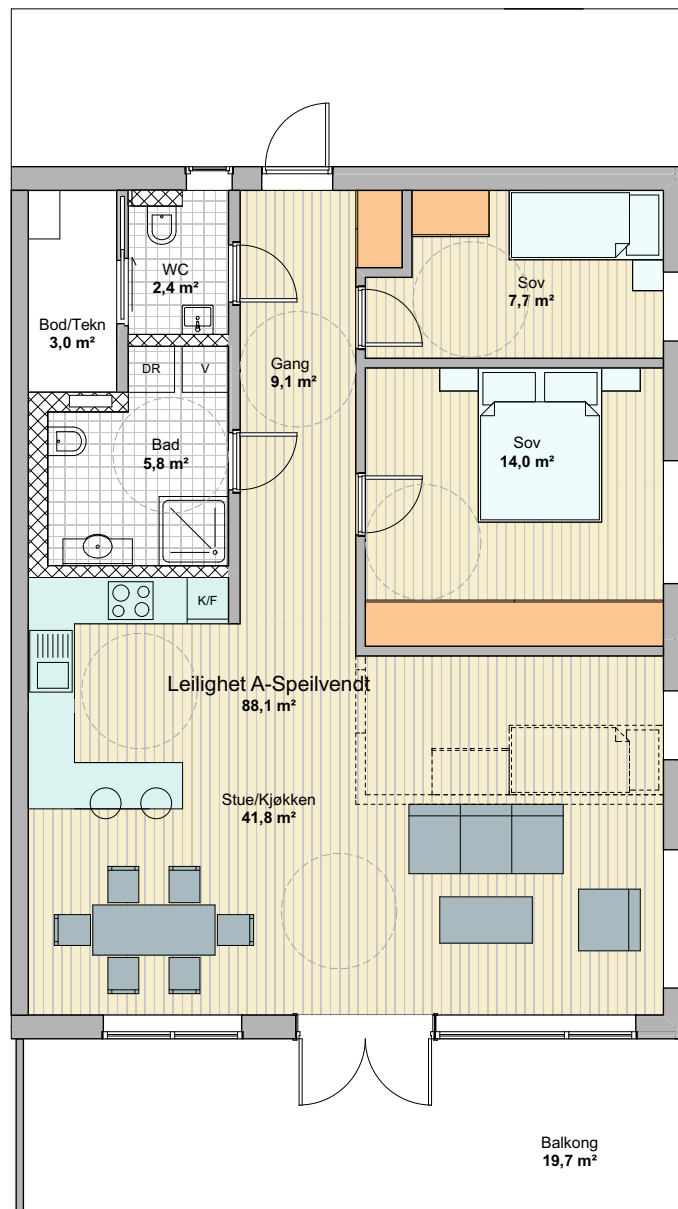 WC
2,4 m²
Sov
7,7 m²
Bod/Tekn
3,0 m²
Gang
9,1 m²
DR
V
Bad
5,8 m²
Sov
14,0 m²
K/F
Leilighet A-Speilvendt
88,1 m²
Stue/Kjøkken
41,8 m²
Balkong
19,7 m²